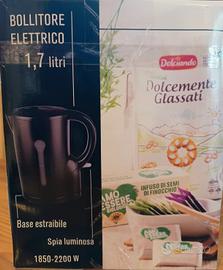 BOLLITORE
ELETTRICO
1,7 litri
Dolciando
Dolcemente
Glassati
INFUSO DI SEMI
DI FINOCCHIO
Base estraibile
Spia luminosa
1850-2200 W